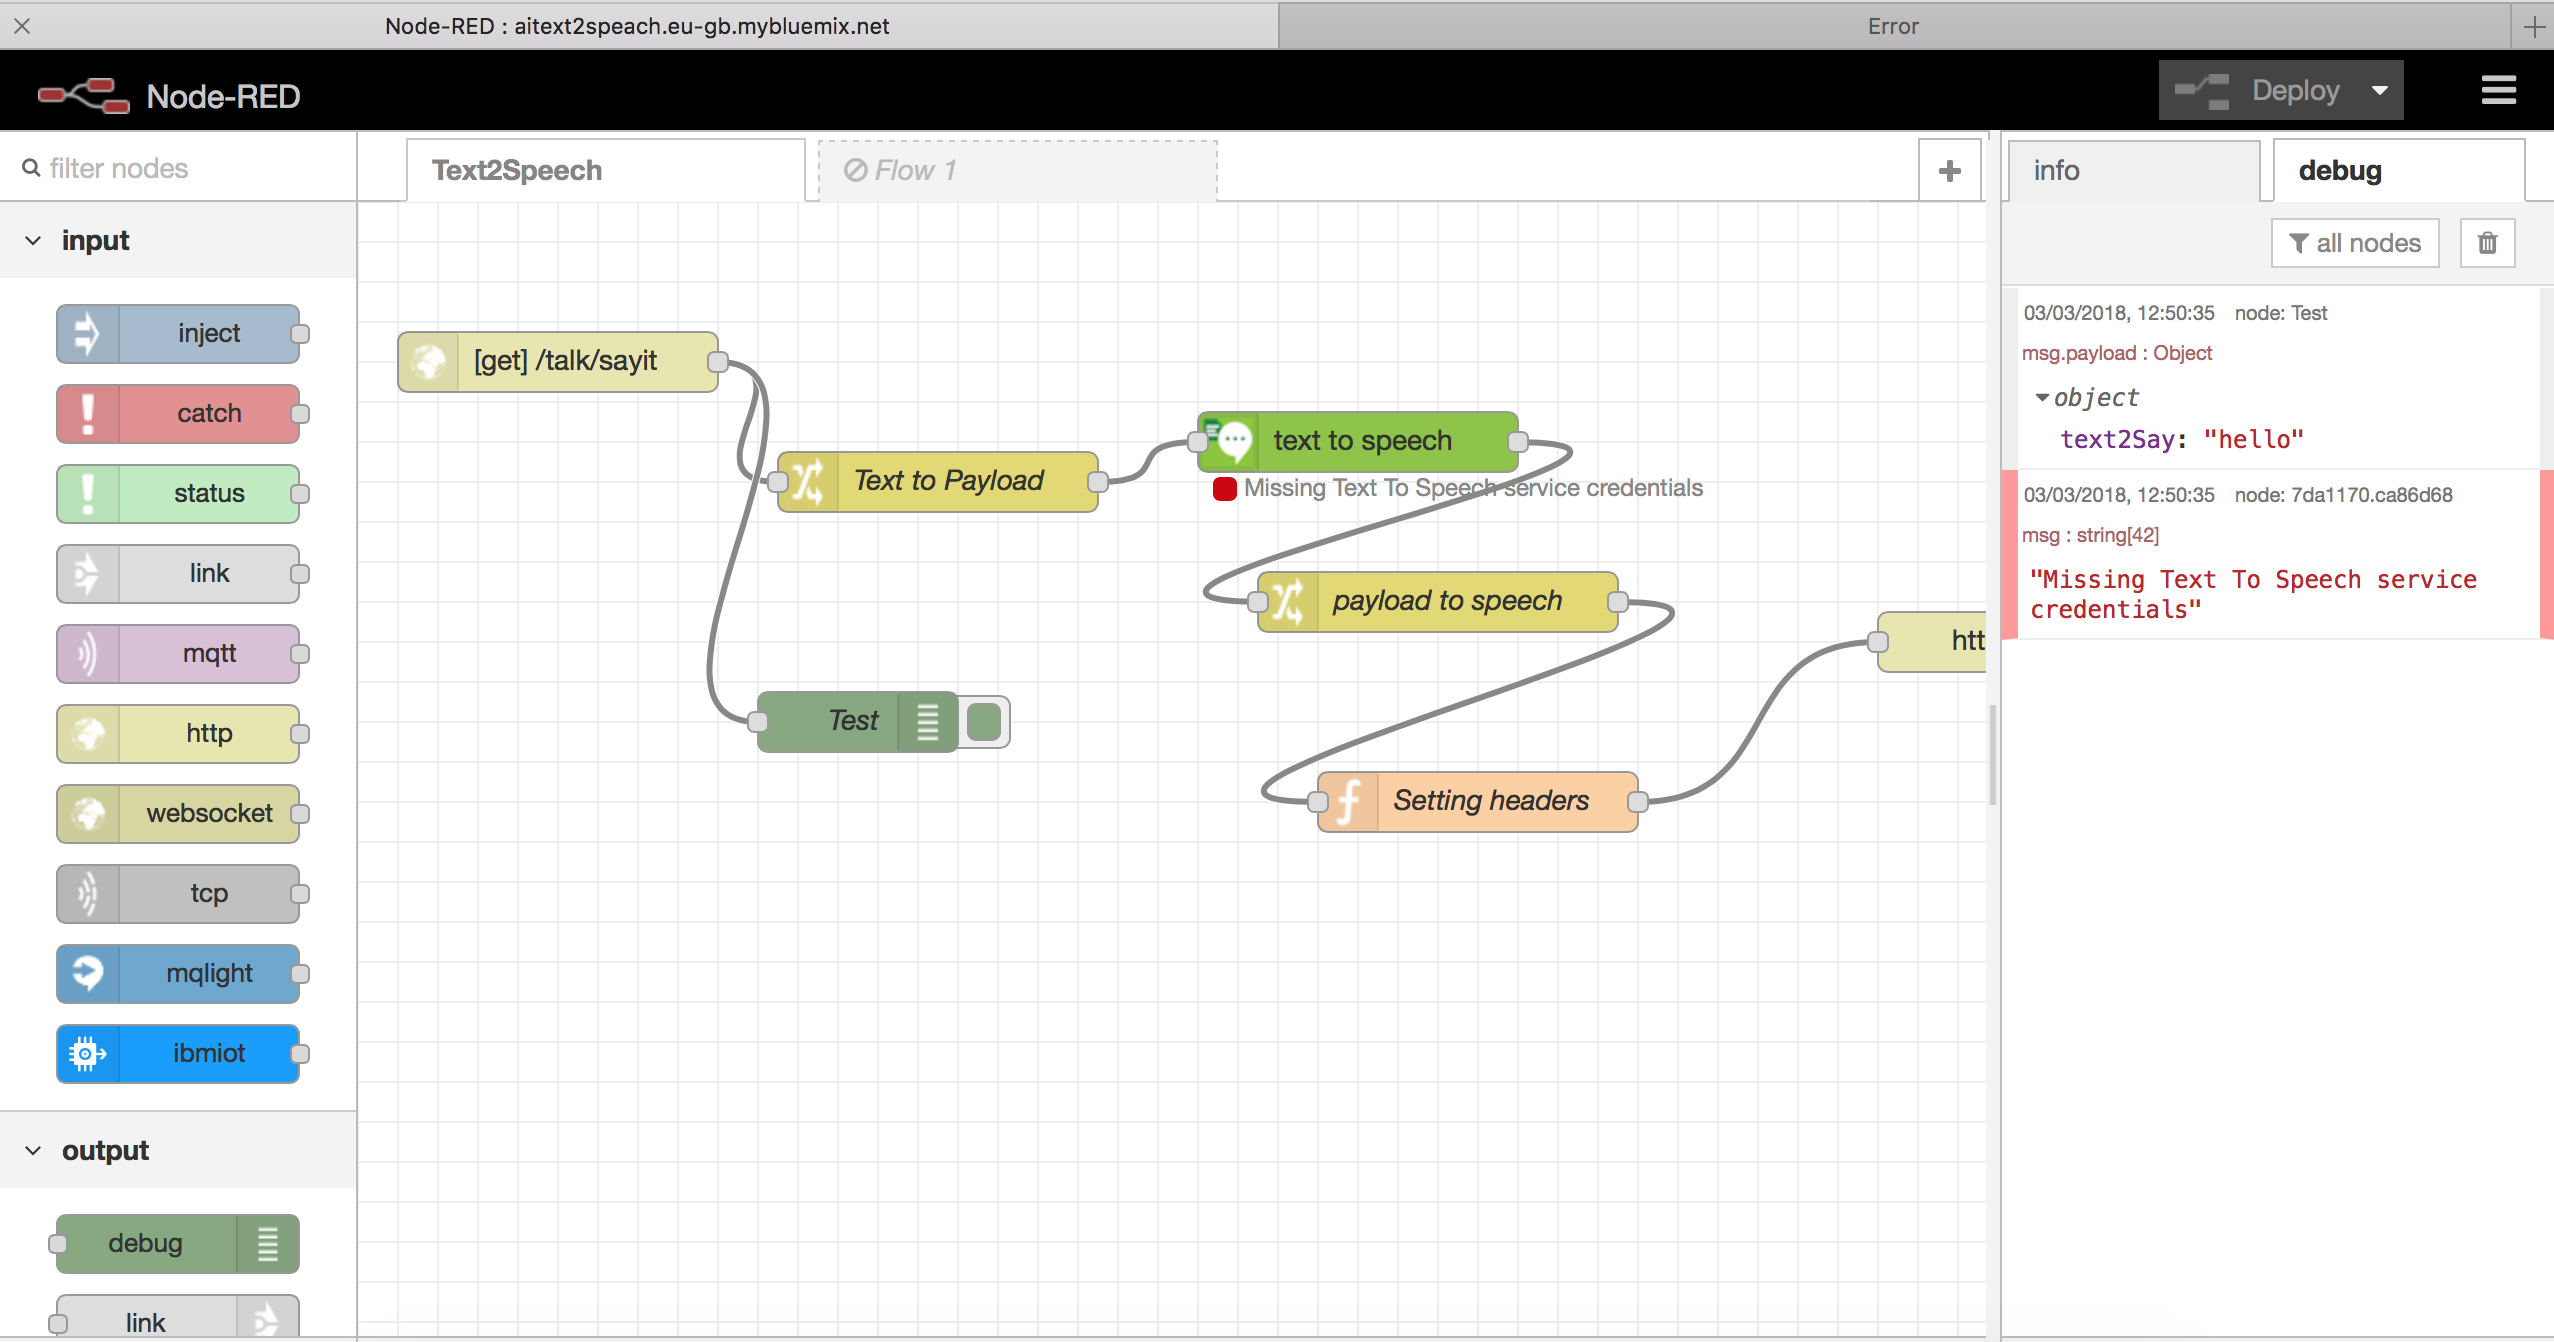 Node-RED : aitext2speach.eu-gb.mybluemix.net
Error
Node-RED
Deploy
filter nodes
Text2Speech
Flow 1
info
debug
all nodes
input
inject
catch
status
link
mqtt
http
websocket
tcp
mqlight
ibmiot
output
debug
link
[get] /talk/sayit
Text to Payload
text to speech
Missing Text To Speech service credentials
payload to speech
Test
Setting headers
htt
03/03/2018, 12:50:35 node: Test
msg.payload : Object
object
text2Say: "hello"
03/03/2018, 12:50:35 node: 7da1170.ca86d68
msg : string[42]
"Missing Text To Speech service
credentials"